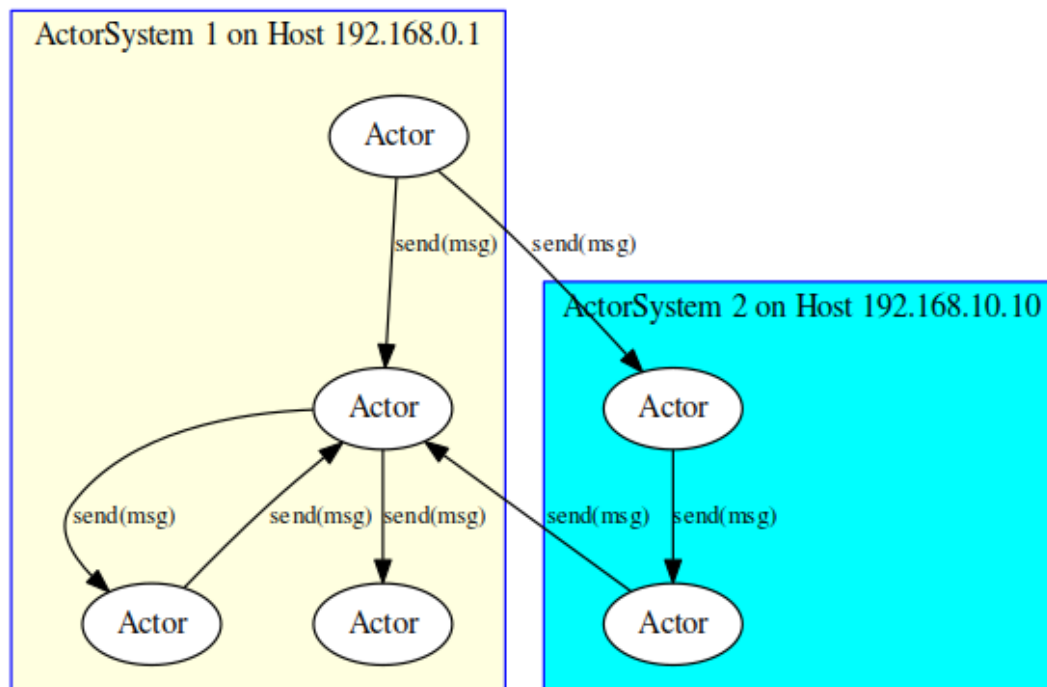 ActorSystem 1 on Host 192.168.0.1
Actor
send(msg)
send(msg)
ActorSystem 2 on Host 192.168.10.10
Actor
Actor
send(msg)
send(msg)
send(msg)
send(msg)
send(msg)
Actor
Actor
Actor